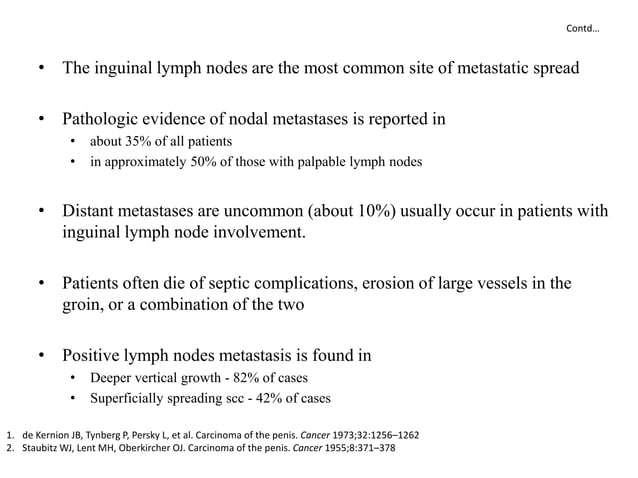 Contd…
• The inguinal lymph nodes are the most common site of metastatic spread
• Pathologic evidence of nodal metastases is reported in
• about 35% of all patients
• in approximately 50% of those with palpable lymph nodes
• Distant metastases are uncommon (about 10%) usually occur in patients with
inguinal lymph node involvement.
• Patients often die of septic complications, erosion of large vessels in the
groin, or a combination of the two
• Positive lymph nodes metastasis is found in
• Deeper vertical growth - 82% of cases
• Superficially spreading scc - 42% of cases
1. de Kernion JB, Tynberg P, Persky L, et al. Carcinoma of the penis. Cancer 1973;32:1256–1262
2. Staubitz WJ, Lent MH, Oberkircher OJ. Carcinoma of the penis. Cancer 1955;8:371–378